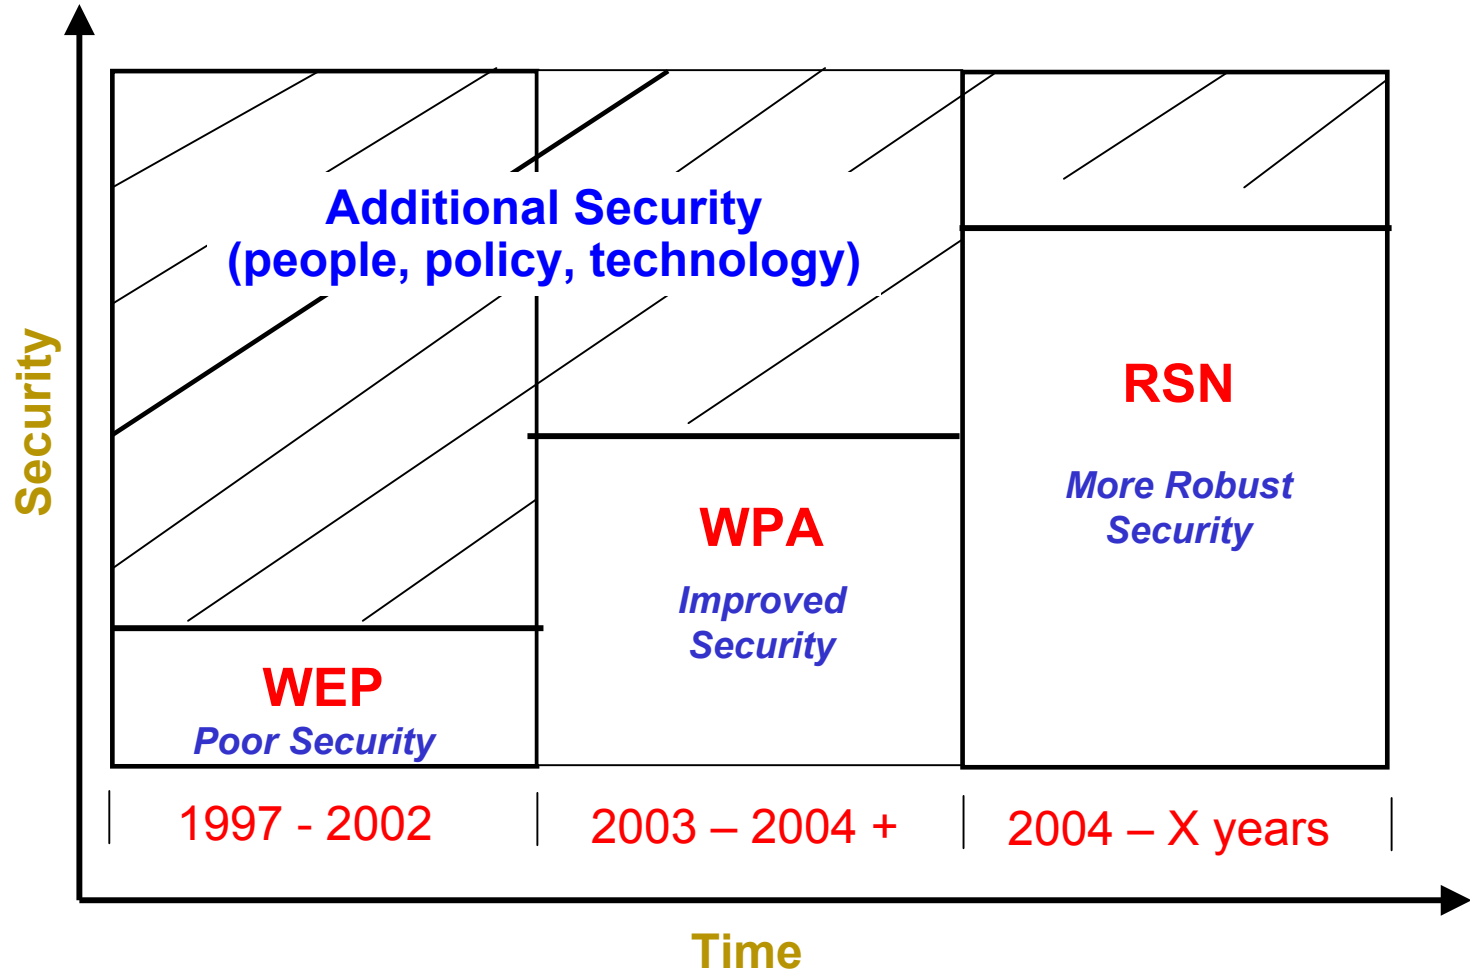 Additional Security
(people, policy, technology)
Security
RSN
More Robust
Security
WPA
Improved
Security
WEP
Poor Security
1997 - 2002
2003 – 2004 +
2004 – X years
Time